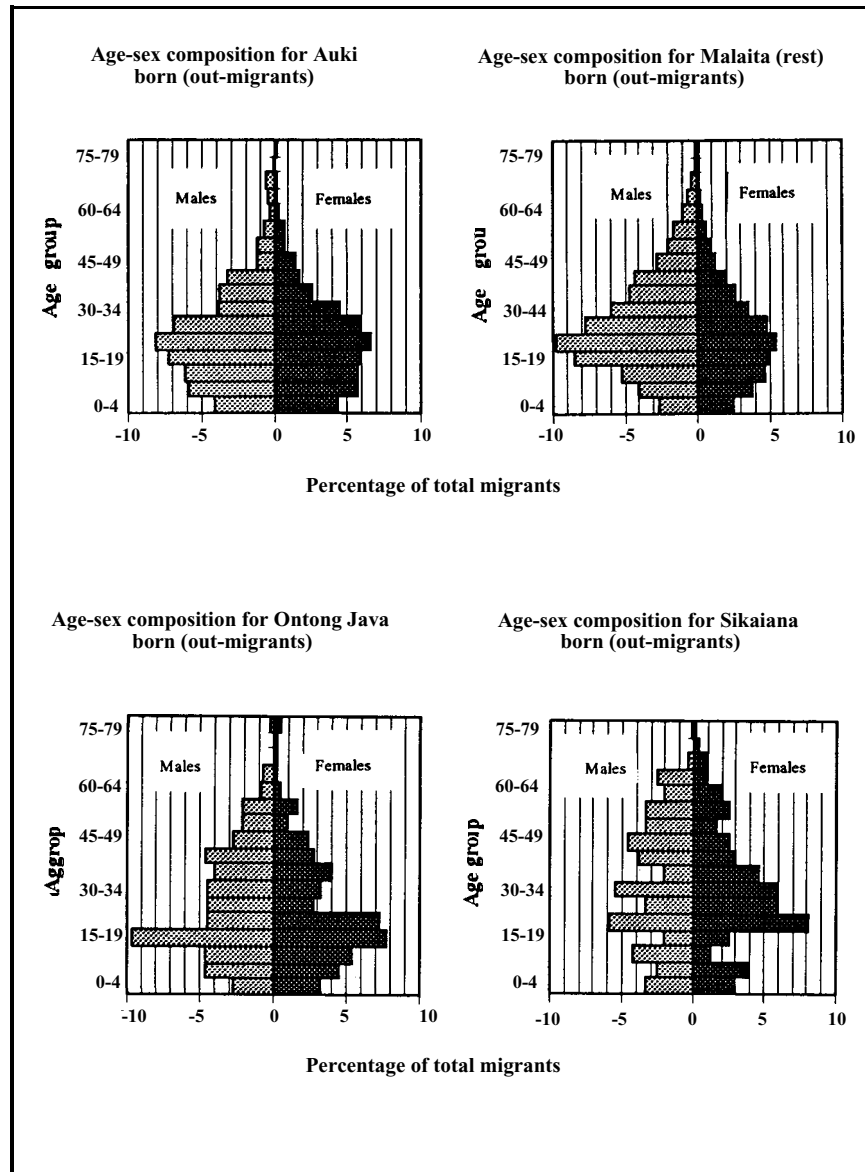 Age-sex composition for Auki
born (out-migrants)
Age-sex composition for Malaita (rest)
born (out-migrants)
75-79
Males
Females
60-64
45-49
30-34
15-19
0-4
Age group
-10
-5
0
5
10
75-79
Males
Females
60-64
45-49
30-44
15-19
0-4
Age grou
-10
-5
0
5
10
Percentage of total migrants
Age-sex composition for Ontong Java
born (out-migrants)
Age-sex composition for Sikaiana
born (out-migrants)
75-79
Males
Females
60-64
45-49
30-34
15-19
0-4
-10
-5
0
5
10
75-79
Males
Females
60-64
45-49
30-34
15-19
0-4
Age group
-10
-5
0
5
10
Percentage of total migrants